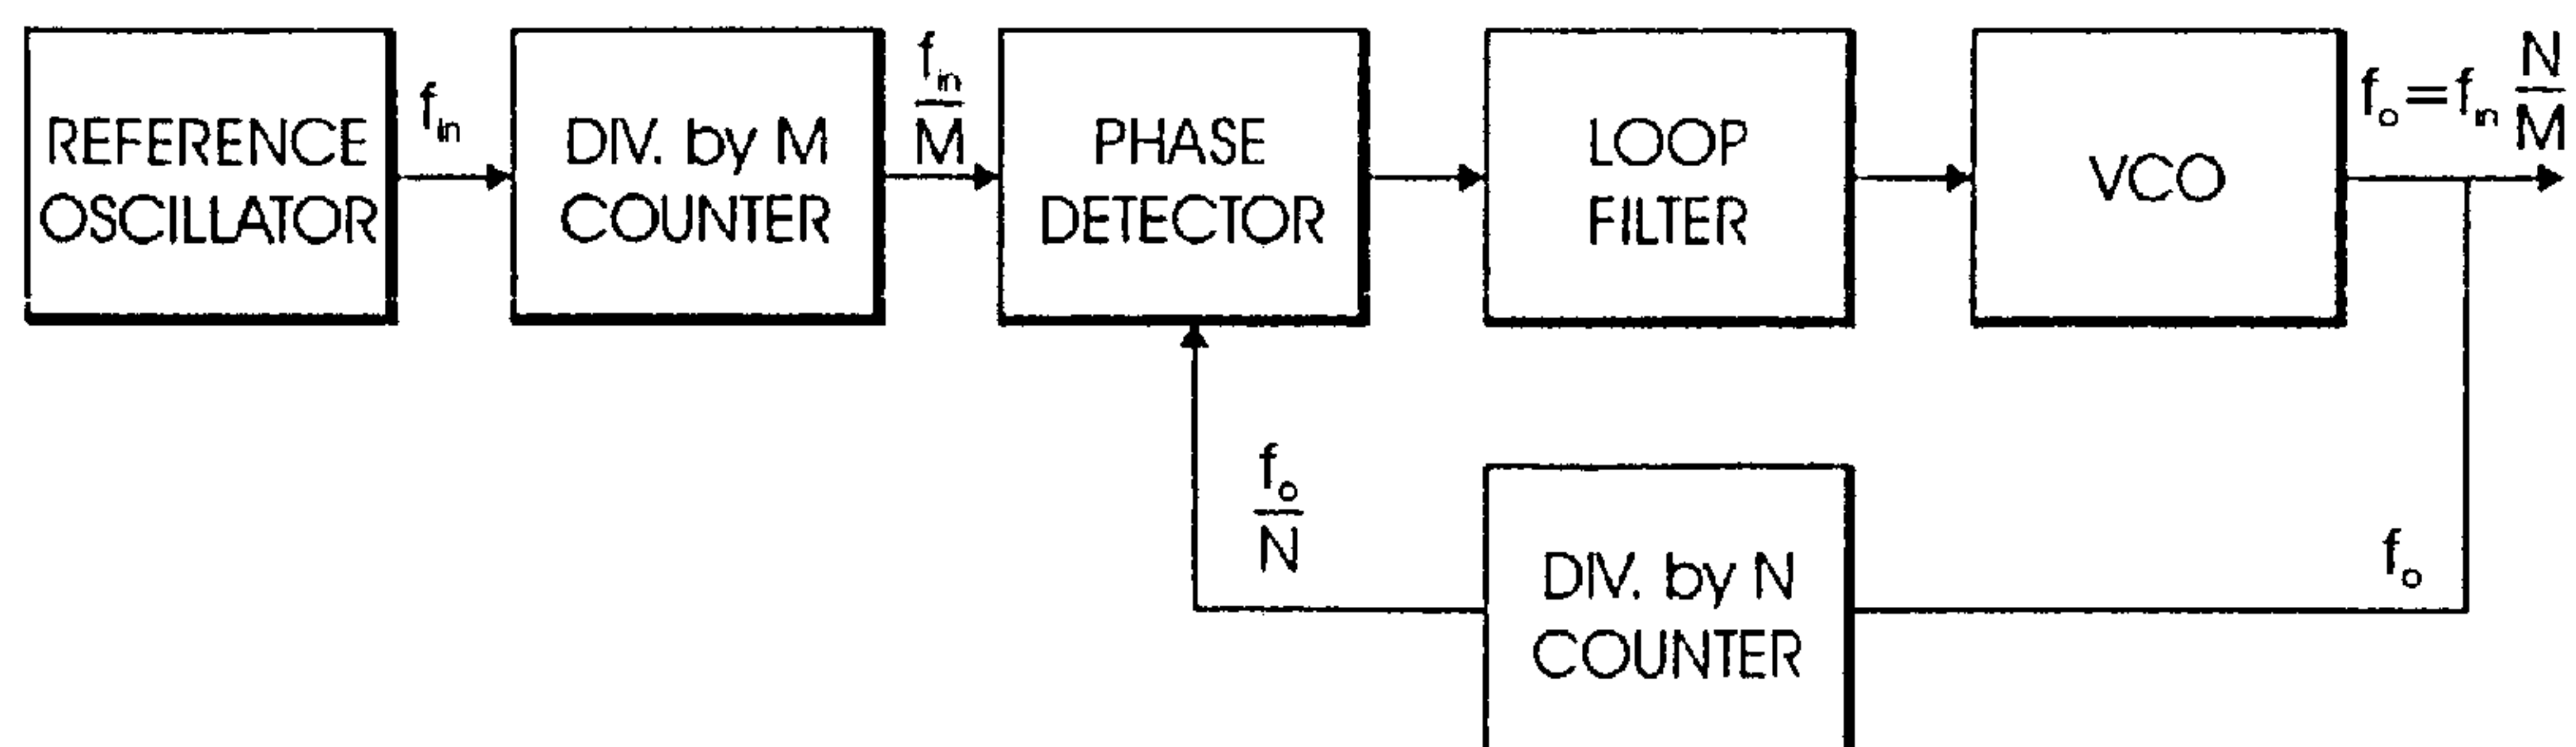 REFERENCE
OSCILLATOR
f_in
DIV. by M
COUNTER
f_in
M
PHASE
DETECTOR
LOOP
FILTER
VCO
f_o=f_in N/M
f_o
N
DIV. by N
COUNTER
f_o